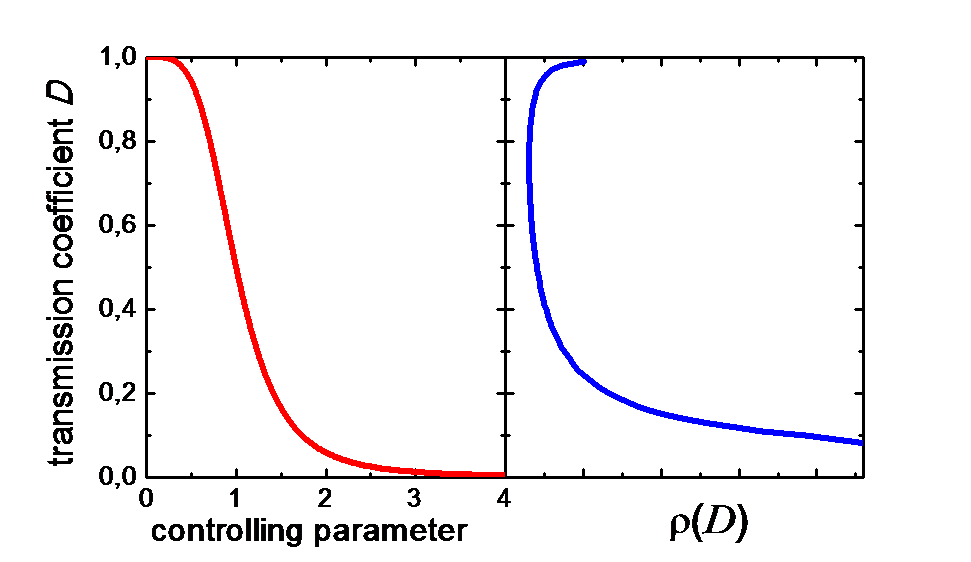 transmission coefficient D
1,0
0,8
0,6
0,4
0,2
0,0
0 1 2 3 4
controlling parameter
ρ(D)